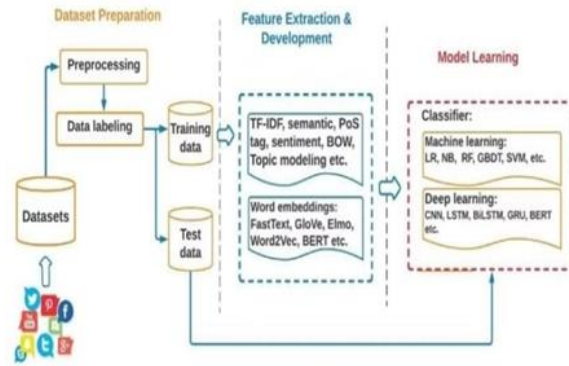 Dataset Preparation
Feature Extraction &
Development
Model Learning
Preprocessing
Data labeling
Training
data
Datasets
Test
data
TF-IDF, semantic, PoS
tag, sentiment, BOW,
Topic modeling etc.
Word embeddings:
FastText, GloVe, Elmo,
Word2Vec, BERT etc.
Classifier:
Machine learning:
LR, NB, RF, GBDT, SVM, etc.
Deep learning:
CNN, LSTM, BiLSTM, GRU, BERT
etc.